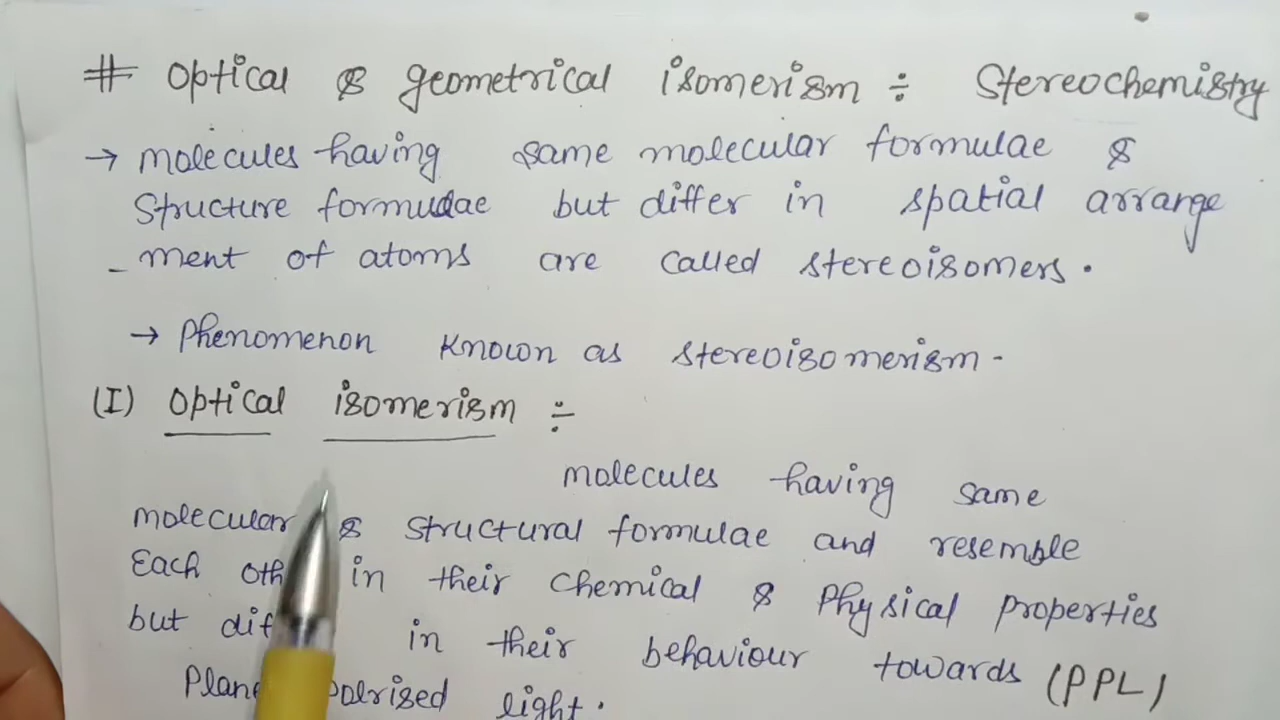 # Optical & geometrical isomerism ÷ Stereochemistry
→ molecules having same molecular formulae &
Structure formudae but differ in spatial arrange
- ment of atoms are called stereoisomers.
→ Phenomenon known as stereoisomerism.
(I) Optical isomerism ÷
molecules having same
molecular & structural formulae and resemble
Each in their chemical & Physical properties
but in their behaviour towards (PPL)
light.